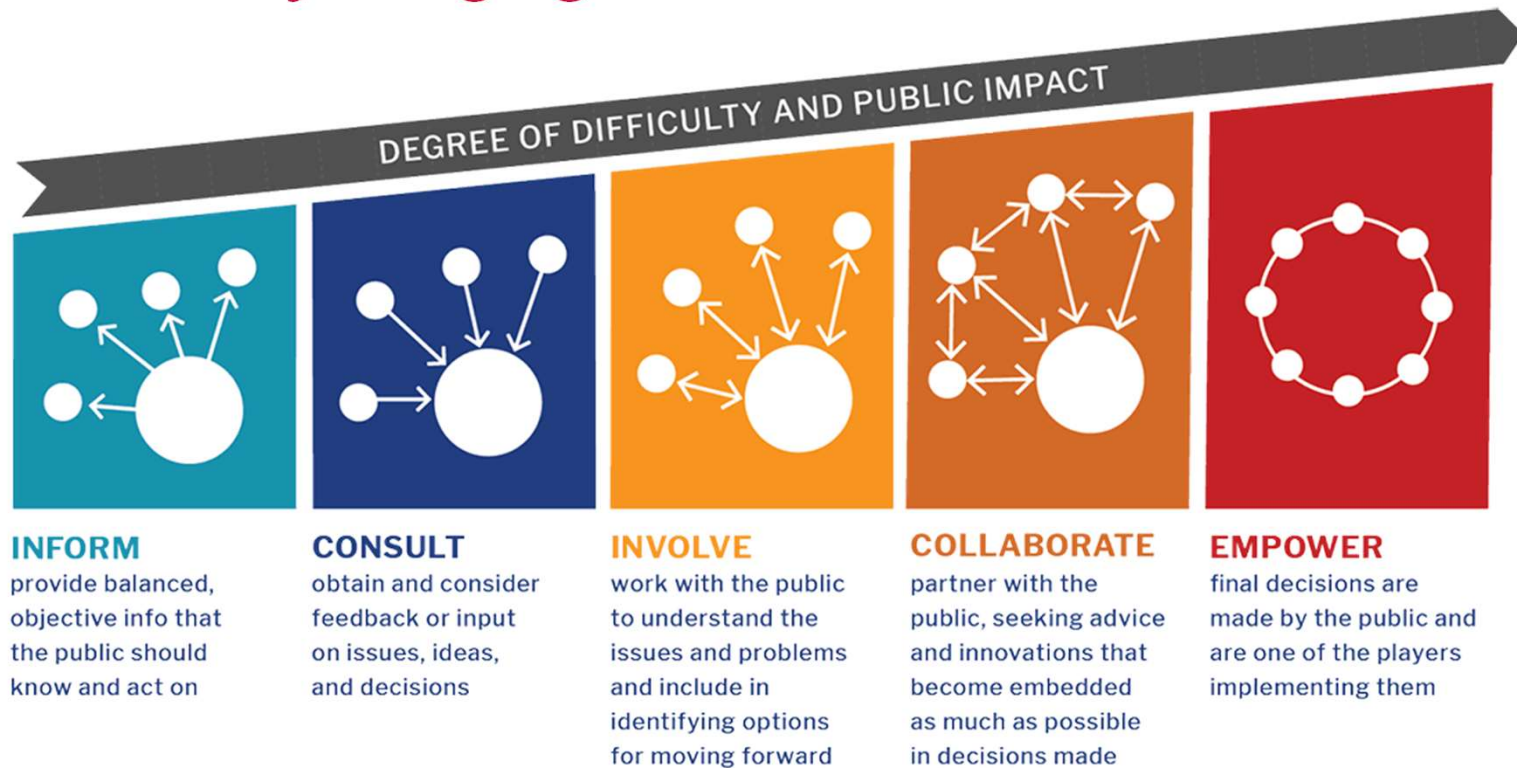 DEGREE OF DIFFICULTY AND PUBLIC IMPACT
INFORM
provide balanced,
objective info that
the public should
know and act on
CONSULT
obtain and consider
feedback or input
on issues, ideas,
and decisions
INVOLVE
work with the public
to understand the
issues and problems
and include in
identifying options
for moving forward
COLLABORATE
partner with the
public, seeking advice
and innovations that
become embedded
as much as possible
in decisions made
EMPOWER
final decisions are
made by the public and
are one of the players
implementing them